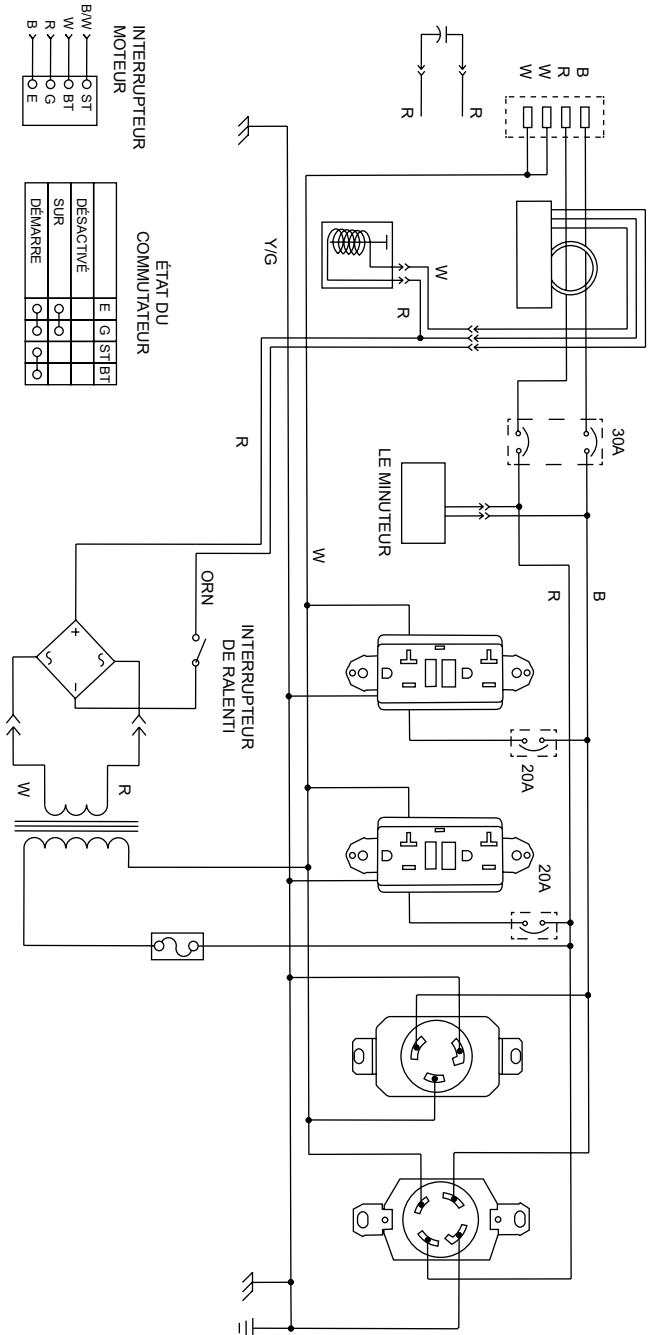 30A
B
B
R
W
W
R
20A
20A
R
R
W
R
LE MINUTEUR
W
Y/G
R
INTERRUPTEUR
DE RALENTI
ORN
R
W
INTERRUPTEUR
MOTEUR
B/W ST
W BT
R G
B E
ÉTAT DU
COMMUTATEUR
E G ST BT
DÉSACTIVÉ
SUR
DÉMARRE